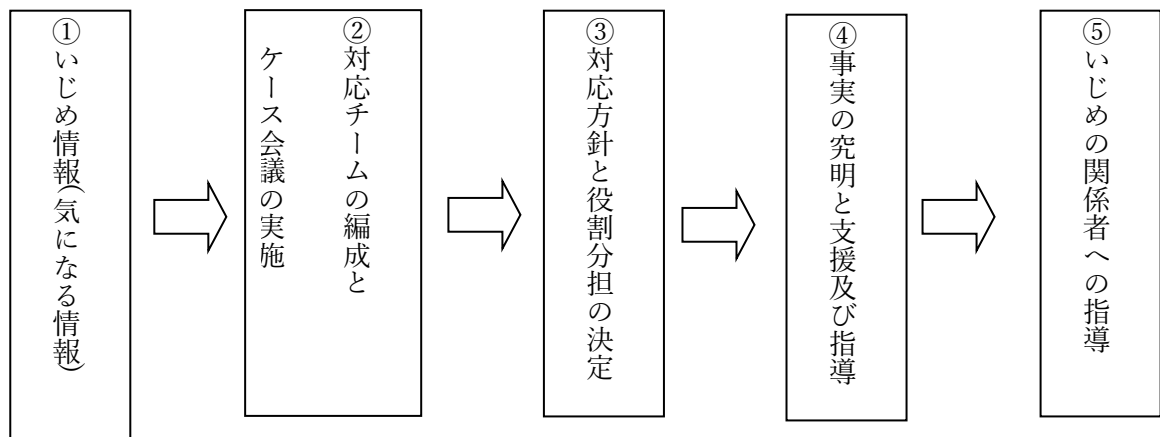 ①いじめ情報(気になる情報)
②対応チームの編成と
ケース会議の実施
③対応方針と役割分担の決定
④事実の究明と支援及び指導
⑤いじめの関係者への指導